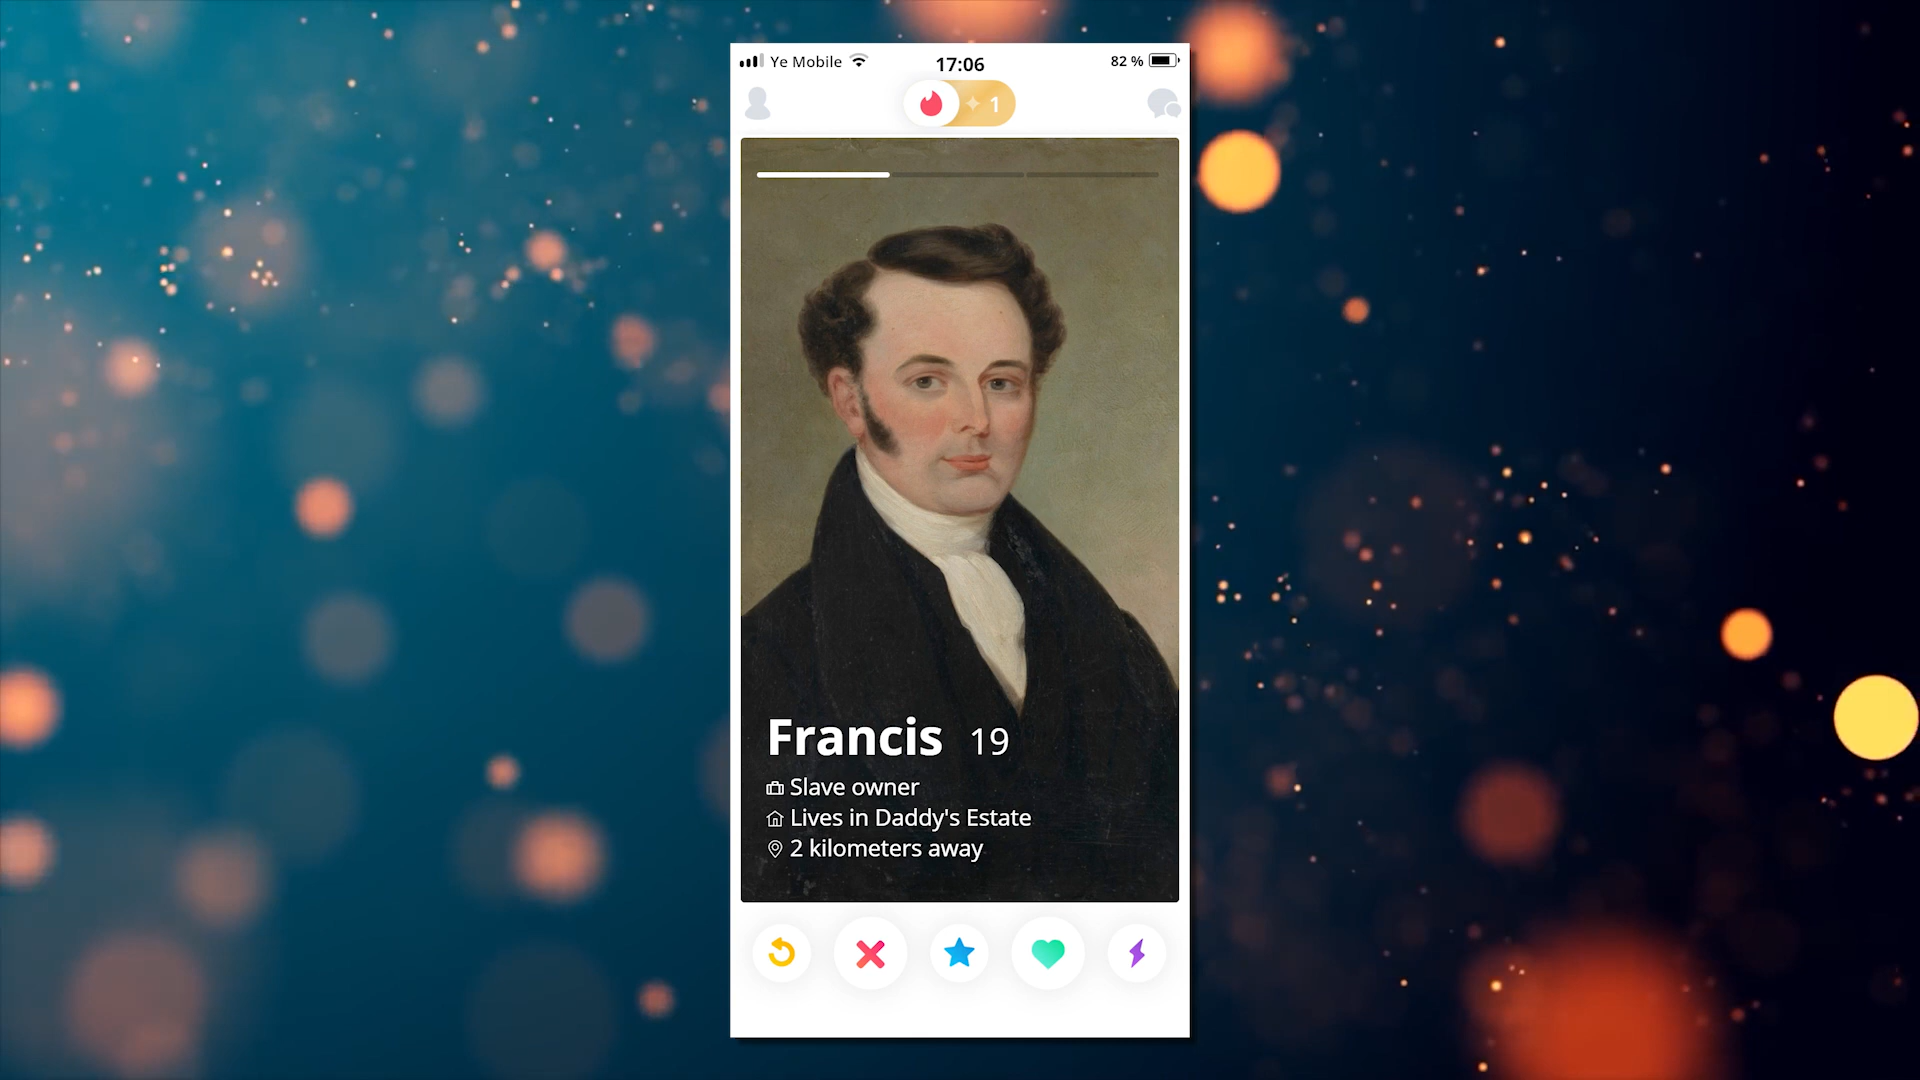 Ye Mobile
17:06
82 %
1
Francis 19
Slave owner
Lives in Daddy's Estate
2 kilometers away